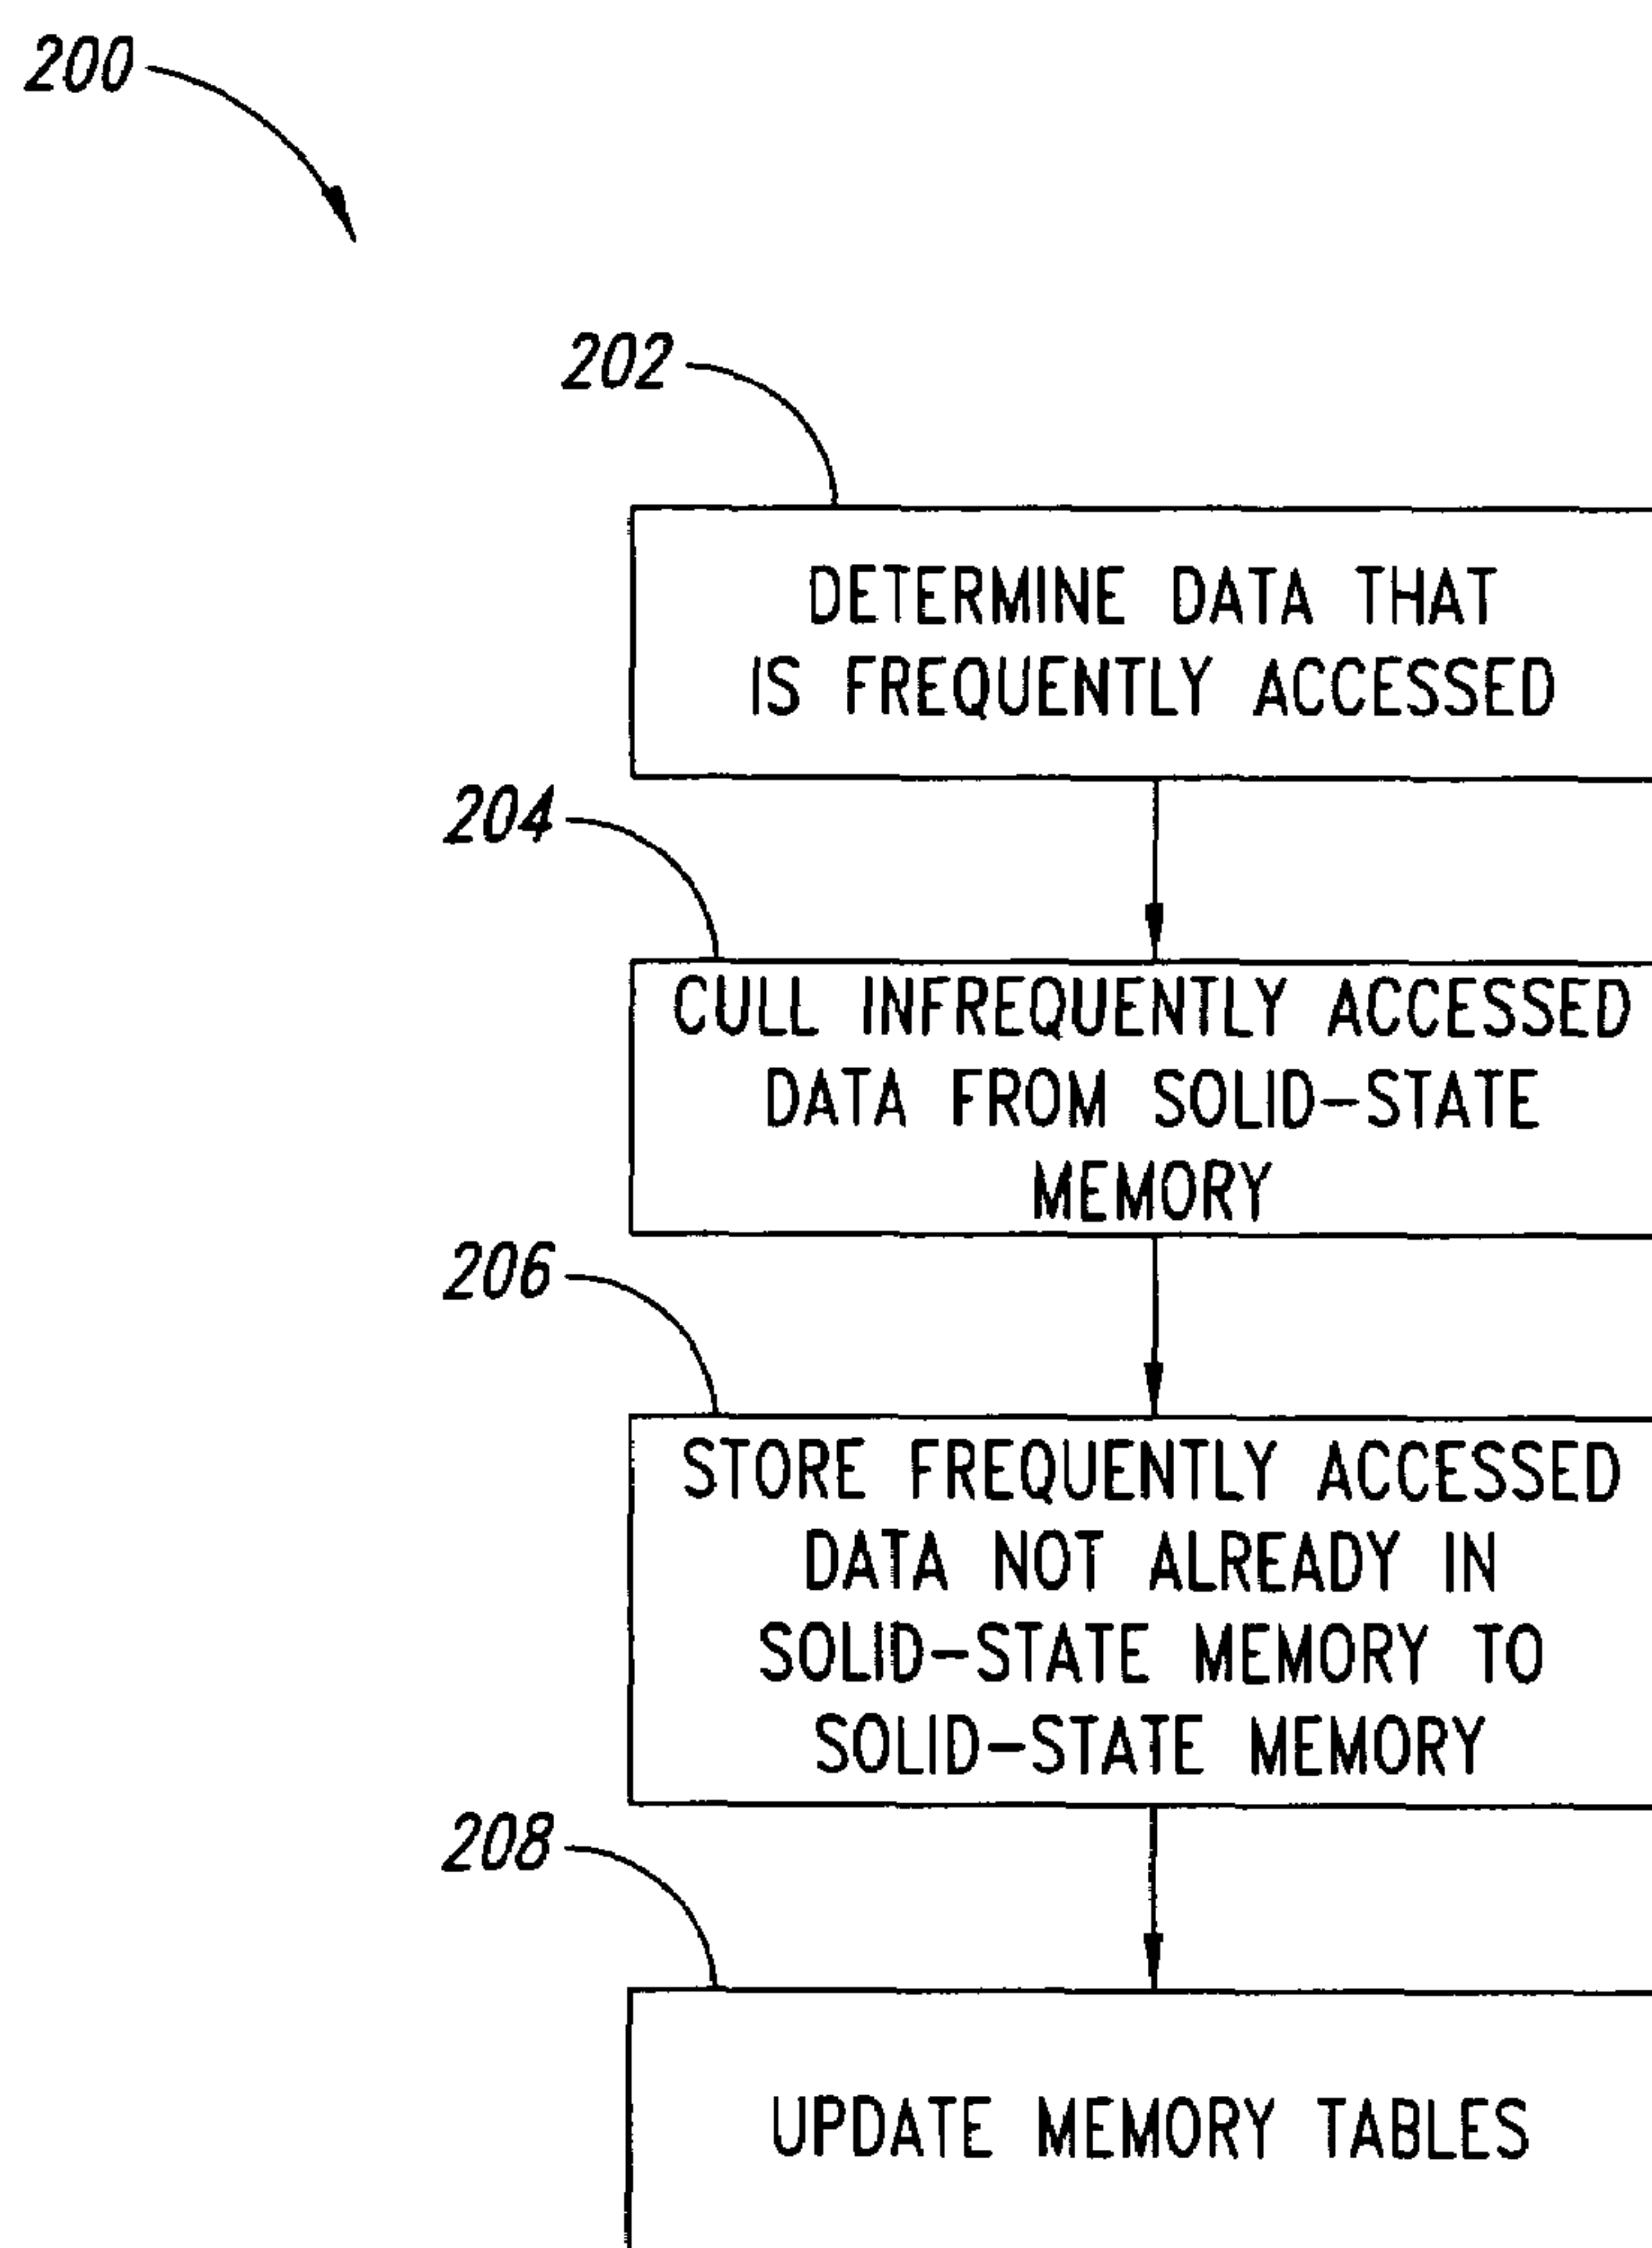 200
202
DETERMINE DATA THAT
IS FREQUENTLY ACCESSED
204
CULL INFREQUENTLY ACCESSED
DATA FROM SOLID-STATE
MEMORY
206
STORE FREQUENTLY ACCESSED
DATA NOT ALREADY IN
SOLID-STATE MEMORY TO
SOLID-STATE MEMORY
208
UPDATE MEMORY TABLES